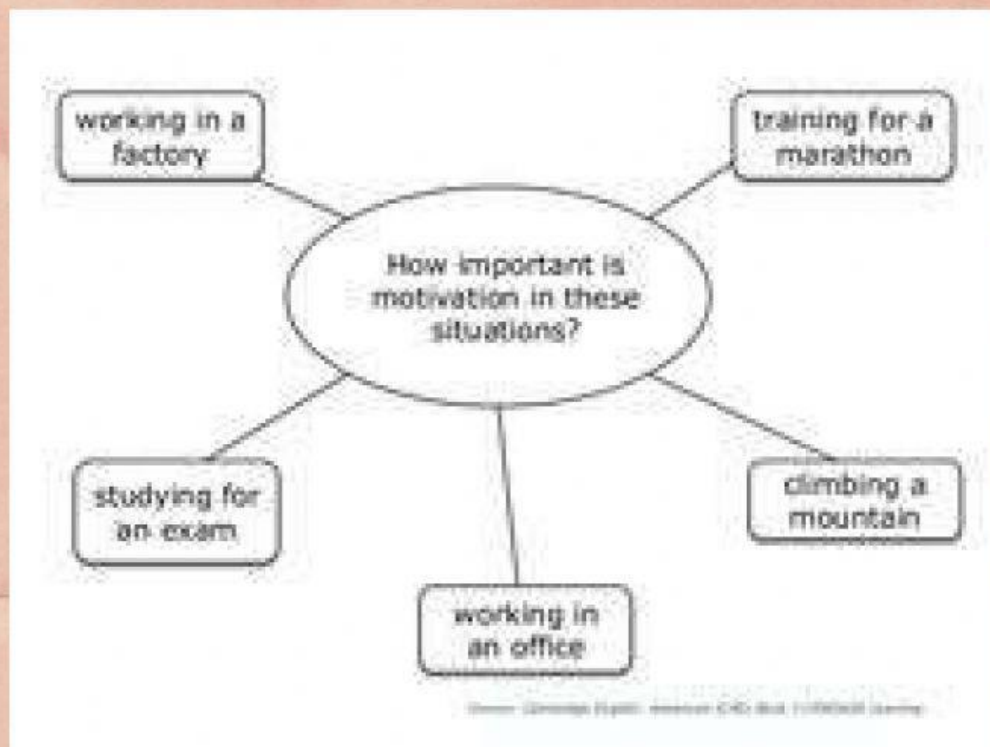 working in a
factory
training for a
marathon
How important is
motivation in these
situations?
studying for
an exam
climbing a
mountain
working in
an office